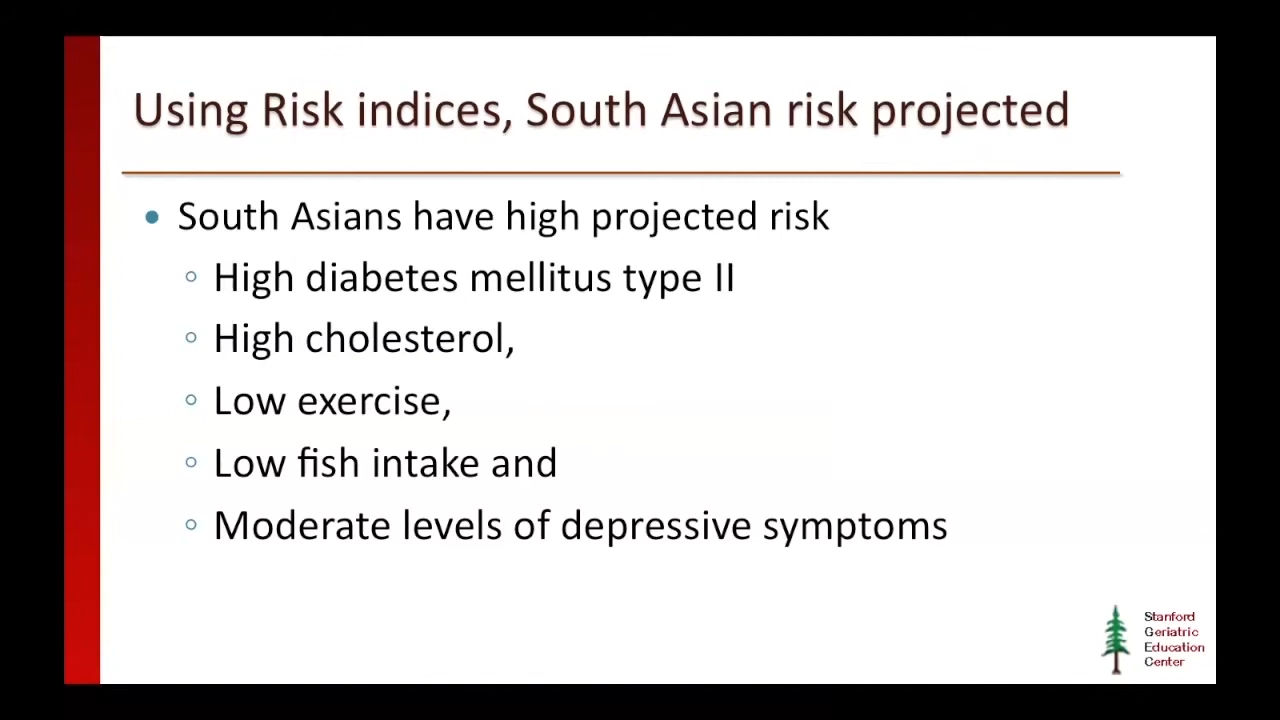 Using Risk indices, South Asian risk projected
• South Asians have high projected risk
◦ High diabetes mellitus type II
◦ High cholesterol,
◦ Low exercise,
◦ Low fish intake and
◦ Moderate levels of depressive symptoms
Stanford
Geriatric
Education
Center